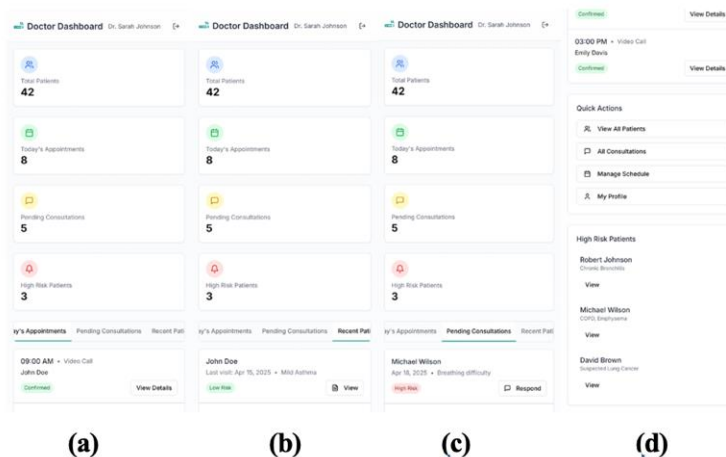 Doctor Dashboard Dr. Sarah Johnson
Total Patients
42
Today's Appointments
8
Pending Consultations
5
High Risk Patients
3
y's Appointments Pending Consultations Recent Pati
09:00 AM • Video Call
John Doe
Confirmed View Details
(a)
Doctor Dashboard Dr. Sarah Johnson
Total Patients
42
Today's Appointments
8
Pending Consultations
5
High Risk Patients
3
y's Appointments Pending Consultations Recent Pati
John Doe
Last visit: Apr 15, 2025 • Mild Asthma
Low Risk View
(b)
Doctor Dashboard Dr. Sarah Johnson
Total Patients
42
Today's Appointments
8
Pending Consultations
5
High Risk Patients
3
y's Appointments Pending Consultations Recent Pati
Michael Wilson
Apr 18, 2025 • Breathing difficulty
High Risk Respond
(c)
Confirmed View Details
03:00 PM • Video Call
Emily Davis
Confirmed View Details
Quick Actions
View All Patients
All Consultations
Manage Schedule
My Profile
High Risk Patients
Robert Johnson
Chronic Bronchitis
View
Michael Wilson
COPD, Emphysema
View
David Brown
Suspected Lung Cancer
View
(d)